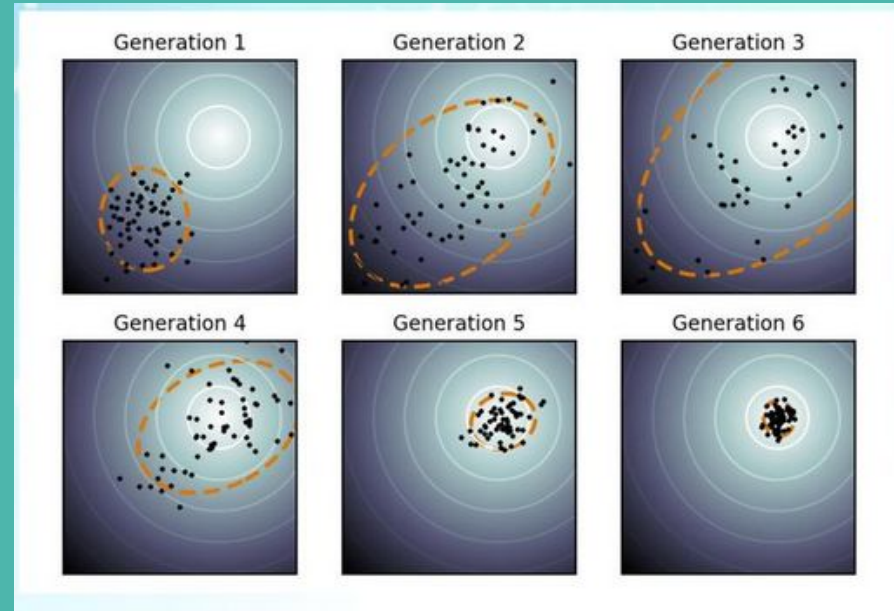 Generation 1
Generation 2
Generation 3
Generation 4
Generation 5
Generation 6